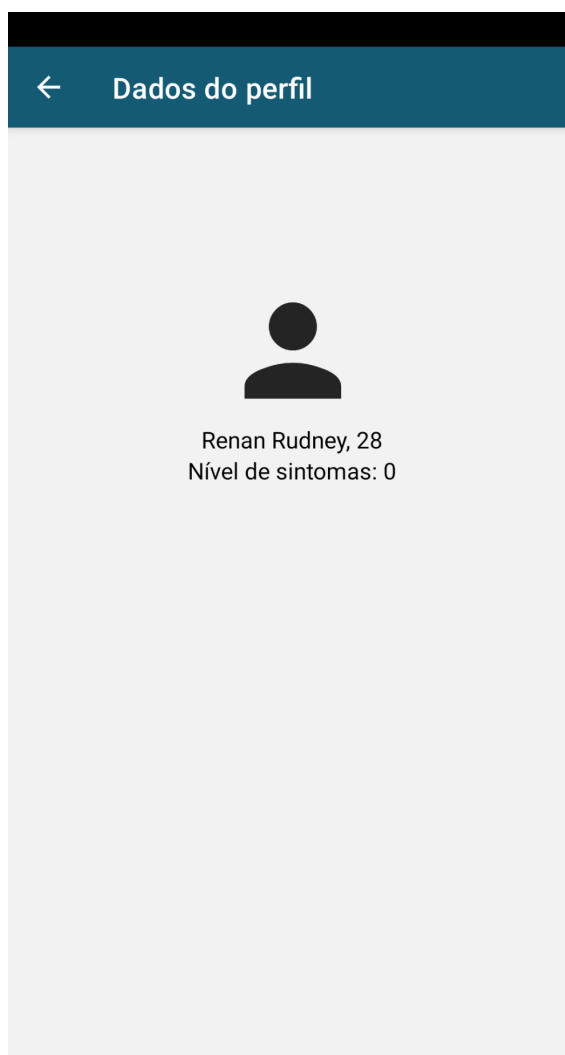 Dados do perfil
Renan Rudney, 28
Nível de sintomas: 0